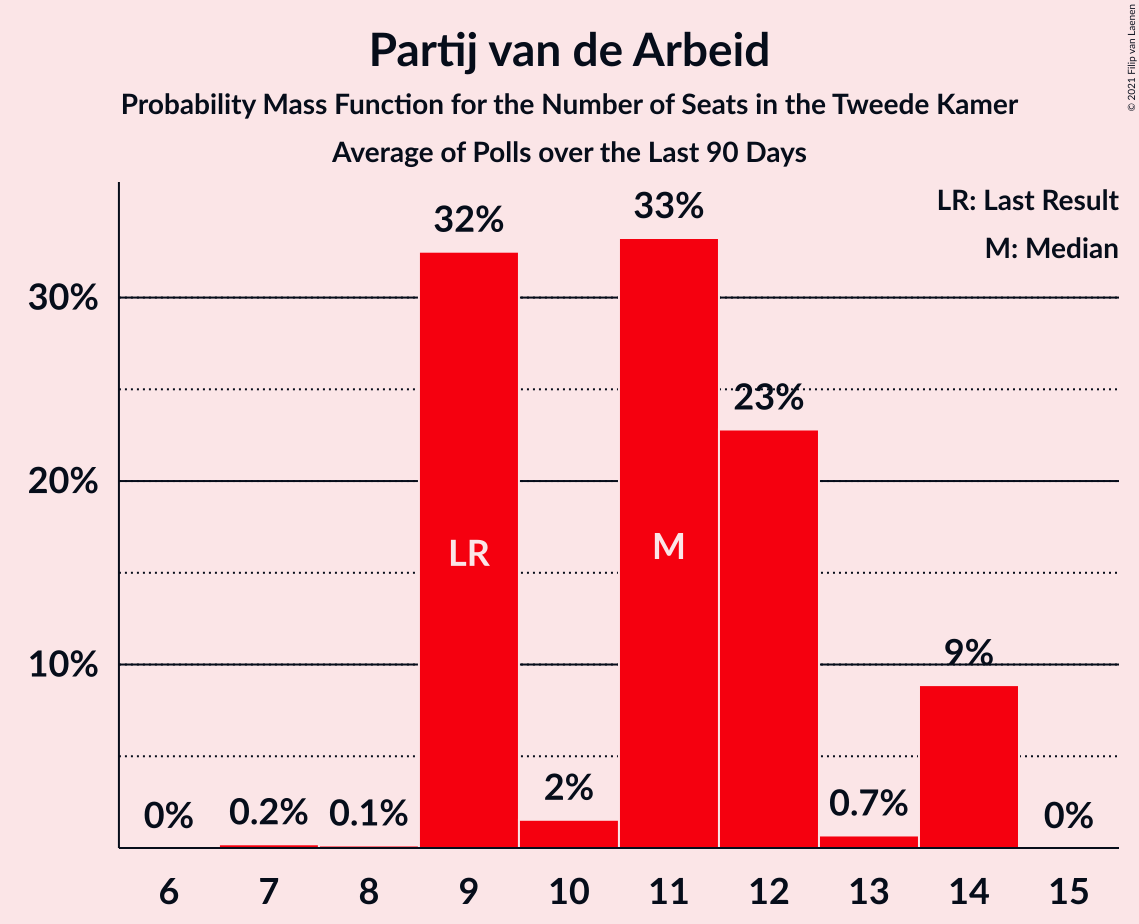 Partij van de Arbeid
Probability Mass Function for the Number of Seats in the Tweede Kamer
Average of Polls over the Last 90 Days
© 2021 Filip van Laenen
LR: Last Result
M: Median
32%
33%
30%
23%
20%
LR
M
10%
9%
0%
0.2%
0.1%
2%
0.7%
0%
6 7 8 9 10 11 12 13 14 15